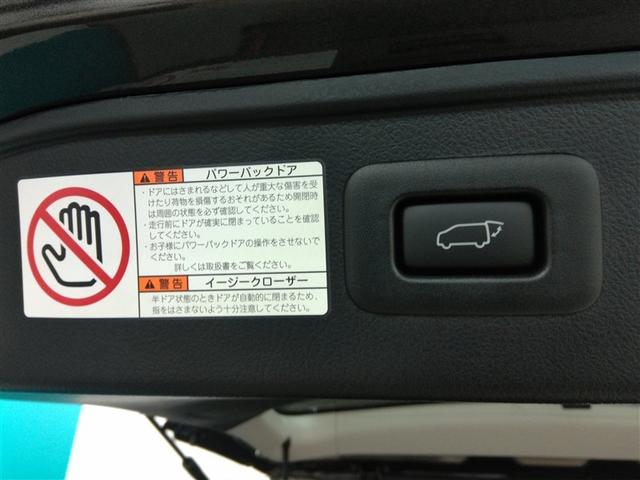 警告 パワーバックドア
・ドアにはさまれるなどして人が重大な傷害を受
けたり荷物を損傷するおそれがあるため開閉時
は周囲の状態を必ず確認してください。
・走行前にドアが確実に閉まっていることを確認
してください。
・お子様にパワーバックドアの操作をさせないで
ください。
詳しくは取扱書をご覧ください。
警告 イージークローザー
半ドア状態のときドアが自動的に閉まるため、
指をはさまないよう十分注意してください。